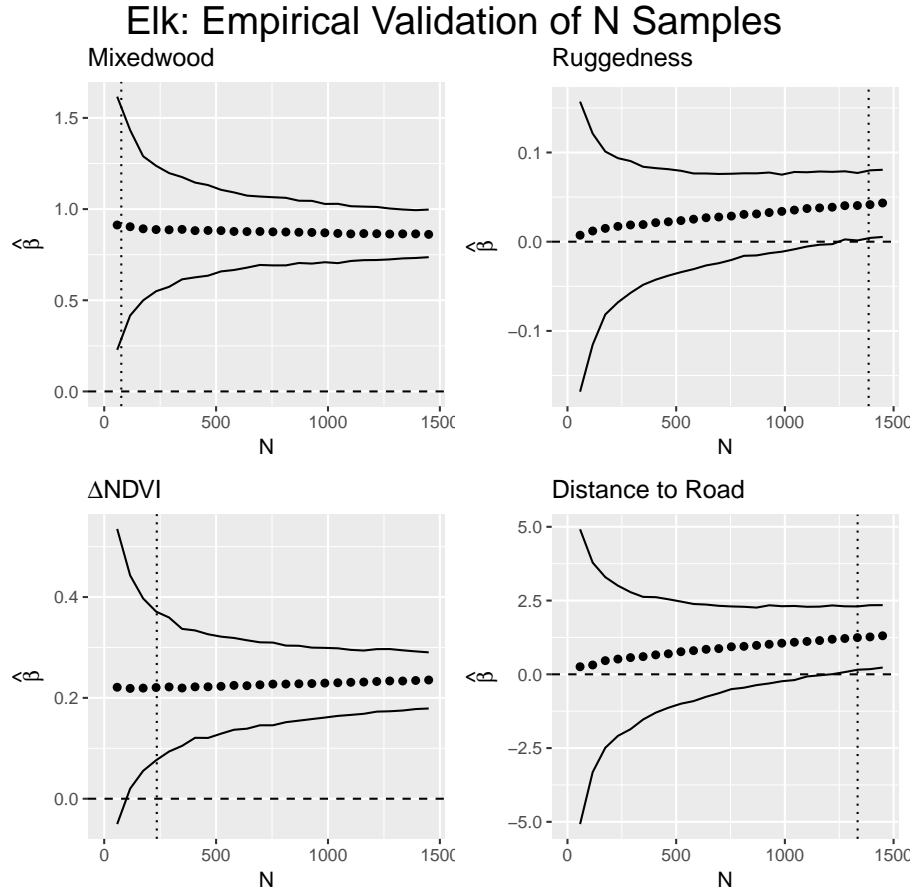 Elk: Empirical Validation of N Samples
Mixedwood
1.5
1.0
0.5
0.0
β̂
0
500
1000
1500
N
Ruggedness
0.1
0.0
−0.1
β̂
0
500
1000
1500
N
ΔNDVI
0.4
0.2
0.0
β̂
0
500
1000
1500
N
Distance to Road
5.0
2.5
0.0
−2.5
−5.0
β̂
0
500
1000
1500
N